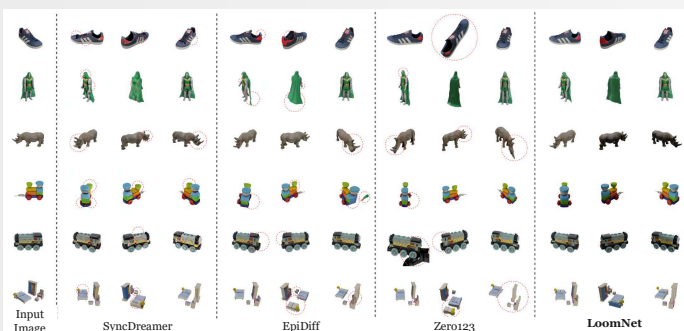 Input
Image
SyncDreamer
EpiDiff
Zero123
LoomNet